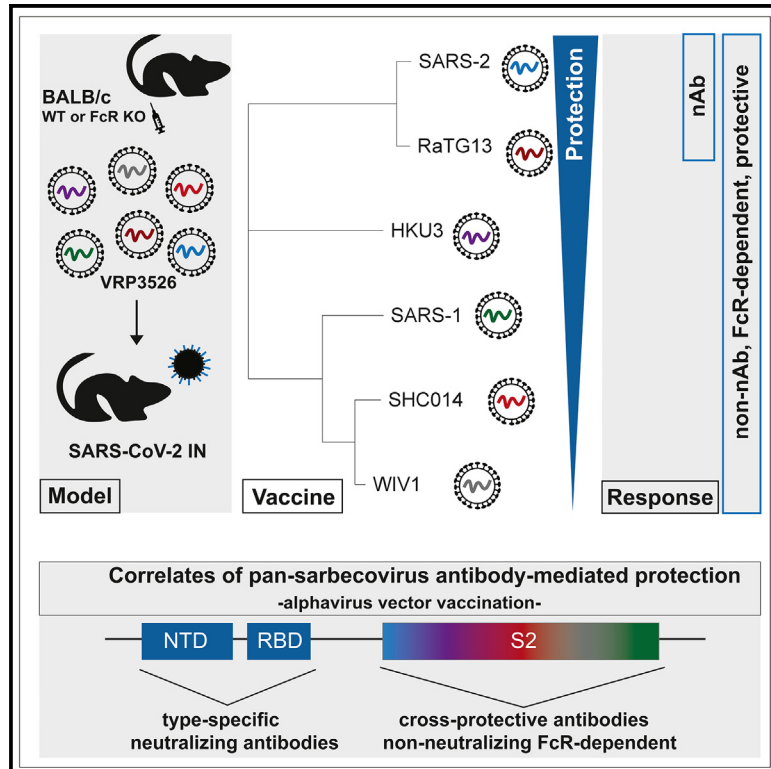 BALB/c
WT or FcR KO
VRP3526
SARS-CoV-2 IN
Model
SARS-2
RaTG13
HKU3
SARS-1
SHC014
WIV1
Vaccine
Protection
nAb
non-nAb, FcR-dependent, protective
Response
Correlates of pan-sarbecovirus antibody-mediated protection
-alphavirus vector vaccination-
NTD
RBD
S2
type-specific
neutralizing antibodies
cross-protective antibodies
non-neutralizing FcR-dependent